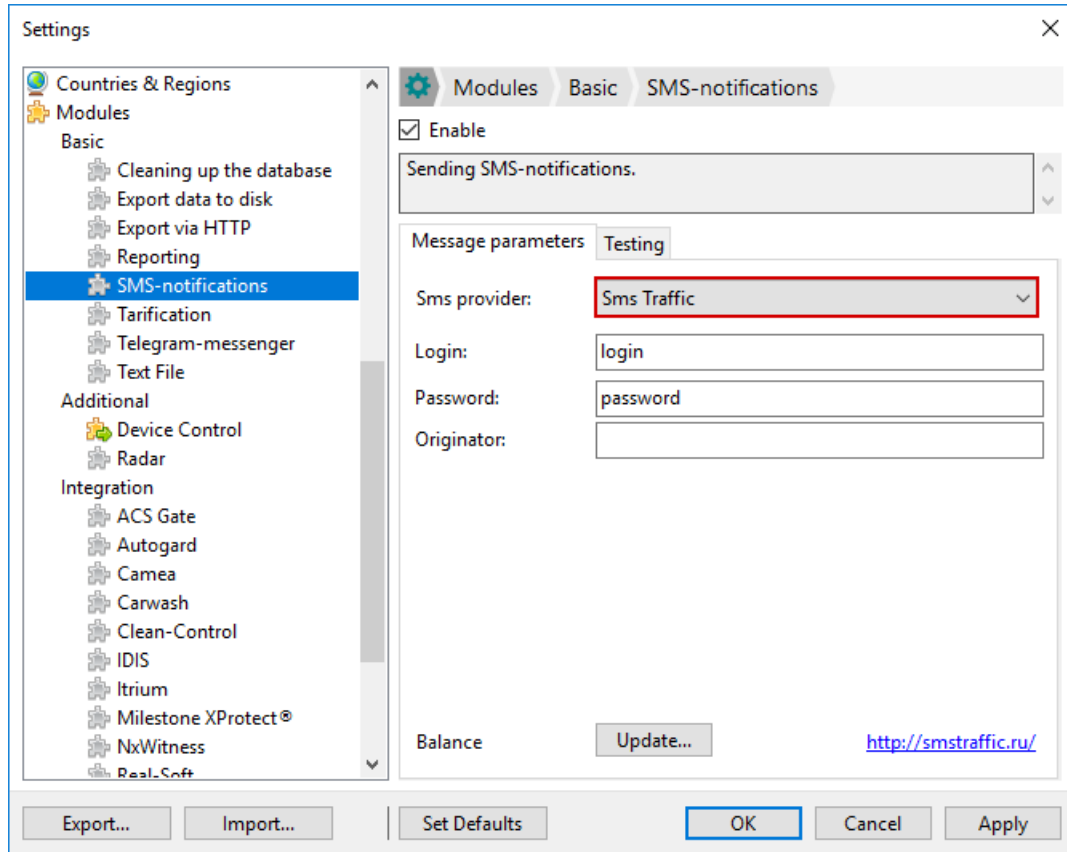 Settings
Countries & Regions
Modules
Basic
Cleaning up the database
Export data to disk
Export via HTTP
Reporting
SMS-notifications
Tarification
Telegram-messenger
Text File
Additional
Device Control
Radar
Integration
ACS Gate
Autogard
Camea
Carwash
Clean-Control
IDIS
Itrium
Milestone XProtect®
NxWitness
Real-Soft
Modules Basic SMS-notifications
Enable
Sending SMS-notifications.
Message parameters Testing
Sms provider: Sms Traffic
Login: login
Password: password
Originator:
Balance Update... http://smstraffic.ru/
Export... Import... Set Defaults OK Cancel Apply